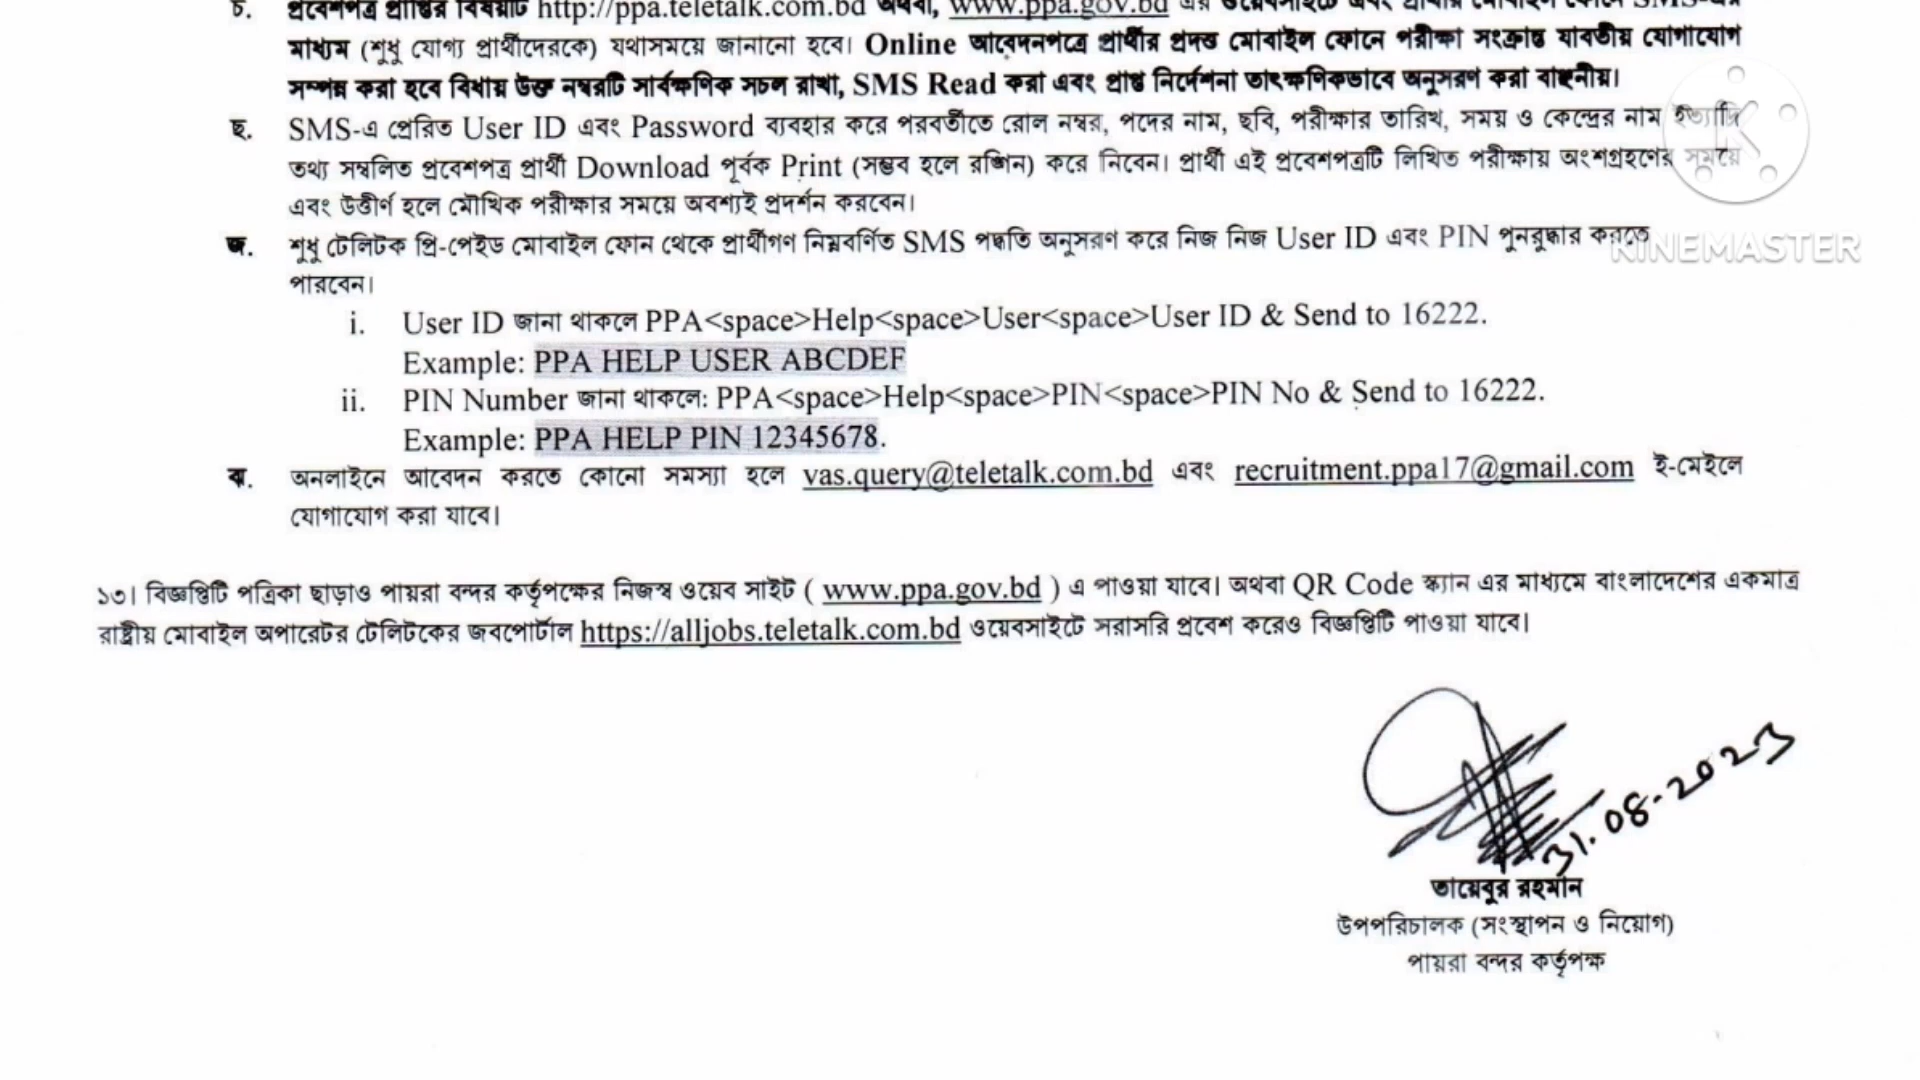 চ. প্রবেশপত্র প্রাপ্তির বিষয়টি http://ppa.teletalk.com.bd অথবা, www.ppa.gov.bd এর ওয়েবসাইটে এবং প্রার্থীর মোবাইল ফোনে SMS-এর
মাধ্যম (শুধু যোগ্য প্রার্থীদেরকে) যথাসময়ে জানানো হবে। Online আবেদনপত্রে প্রার্থীর প্রদত্ত মোবাইল ফোনে পরীক্ষা সংক্রান্ত যাবতীয় যোগাযোগ
সম্পন্ন করা হবে বিধায় উক্ত নম্বরটি সার্বক্ষণিক সচল রাখা, SMS Read করা এবং প্রাপ্ত নির্দেশনা তাৎক্ষণিকভাবে অনুসরণ করা বাঞ্ছনীয়।
ছ. SMS-এ প্রেরিত User ID এবং Password ব্যবহার করে পরবর্তীতে রোল নম্বর, পদের নাম, ছবি, পরীক্ষার তারিখ, সময় ও কেন্দ্রের নাম ইত্যাদি
তথ্য সম্বলিত প্রবেশপত্র প্রার্থী Download পূর্বক Print (সম্ভব হলে রঙিন) করে নিবেন। প্রার্থী এই প্রবেশপত্রটি লিখিত পরীক্ষায় অংশগ্রহণের সময়ে
এবং উত্তীর্ণ হলে মৌখিক পরীক্ষার সময়ে অবশ্যই প্রদর্শন করবেন।
জ. শুধু টেলিটক প্রি-পেইড মোবাইল ফোন থেকে প্রার্থীগণ নিম্নবর্ণিত SMS পদ্ধতি অনুসরণ করে নিজ নিজ User ID এবং PIN পুনরুদ্ধার করতে
KINEMASTER
পারবেন।
i. User ID জানা থাকলে PPA<space>Help<space>User<space>User ID & Send to 16222.
Example: PPA HELP USER ABCDEF
ii. PIN Number জানা থাকলে: PPA<space>Help<space>PIN<space>PIN No & Send to 16222.
Example: PPA HELP PIN 12345678.
ঝ. অনলাইনে আবেদন করতে কোনো সমস্যা হলে vas.query@teletalk.com.bd এবং recruitment.ppa17@gmail.com ই-মেইলে
যোগাযোগ করা যাবে।
১৩। বিজ্ঞপ্তিটি পত্রিকা ছাড়াও পায়রা বন্দর কর্তৃপক্ষের নিজস্ব ওয়েব সাইট ( www.ppa.gov.bd ) এ পাওয়া যাবে। অথবা QR Code স্ক্যান এর মাধ্যমে বাংলাদেশের একমাত্র
রাষ্ট্রীয় মোবাইল অপারেটর টেলিটকের জবপোর্টাল https://alljobs.teletalk.com.bd ওয়েবসাইটে সরাসরি প্রবেশ করেও বিজ্ঞপ্তিটি পাওয়া যাবে।
31.08-2023
তায়েবুর রহমান
উপপরিচালক (সংস্থাপন ও নিয়োগ)
পায়রা বন্দর কর্তৃপক্ষ